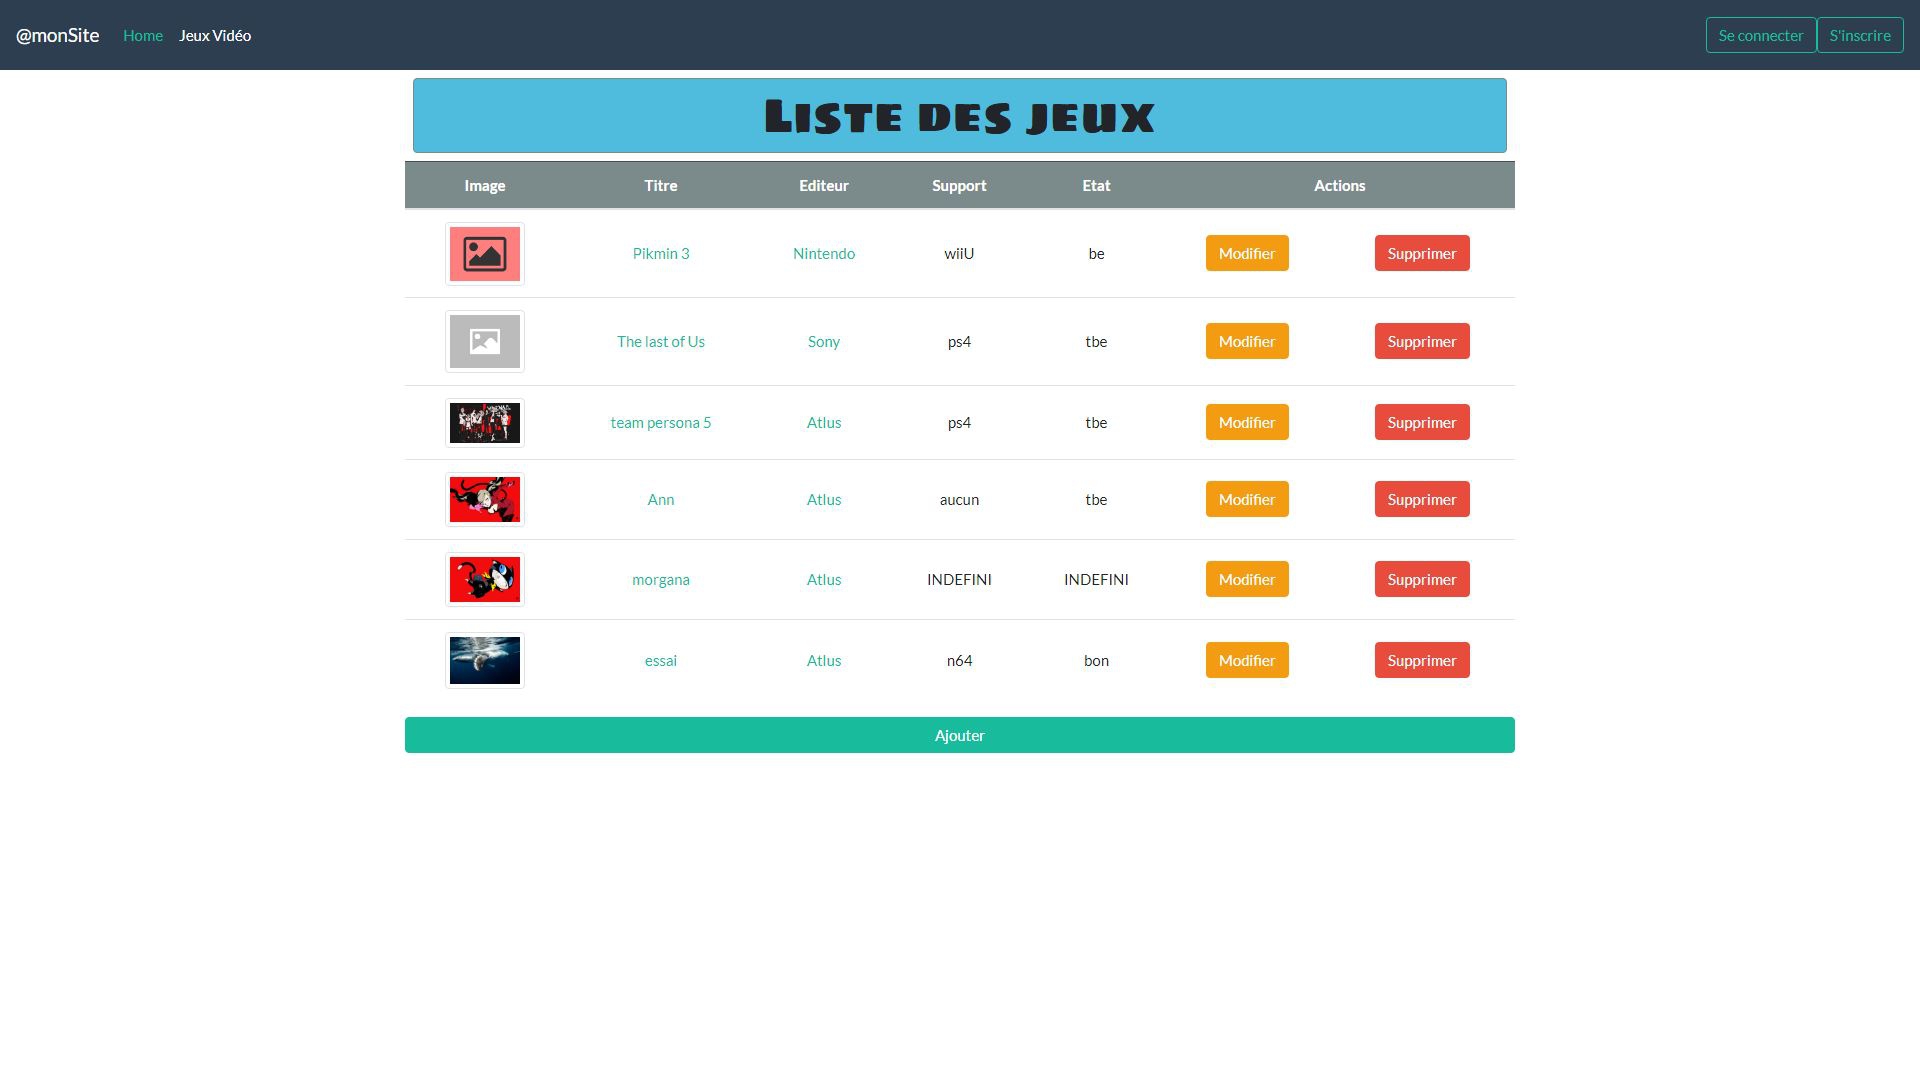 @monSite Home Jeux Vidéo Se connecter S'inscrire
Liste des jeux
Image Titre Editeur Support Etat Actions
Pikmin 3 Nintendo wiiU be Modifier Supprimer
The last of Us Sony ps4 tbe Modifier Supprimer
team persona 5 Atlus ps4 tbe Modifier Supprimer
Ann Atlus aucun tbe Modifier Supprimer
morgana Atlus INDEFINI INDEFINI Modifier Supprimer
essai Atlus n64 bon Modifier Supprimer
Ajouter